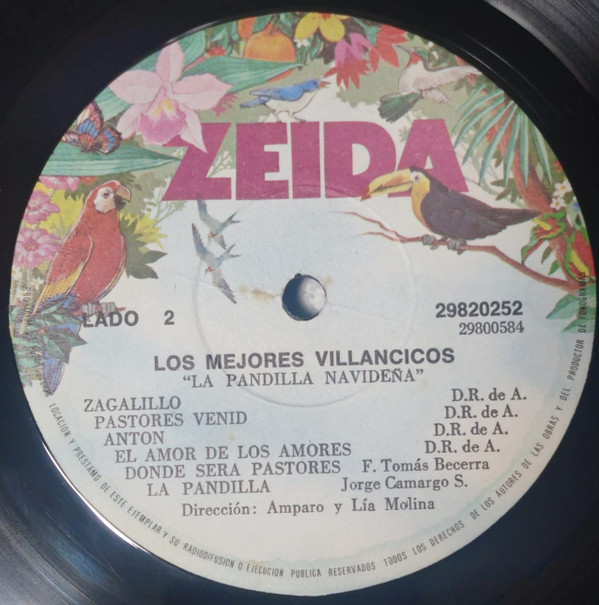 ZEIDA
LADO 2
29820252
29800584
LOS MEJORES VILLANCICOS
"LA PANDILLA NAVIDEÑA"
ZAGALILLO D.R. de A.
PASTORES VENID D.R. de A.
ANTON D.R. de A.
EL AMOR DE LOS AMORES D.R. de A.
DONDE SERA PASTORES F. Tomás Becerra
LA PANDILLA Jorge Camargo S.
Dirección: Amparo y Lía Molina
LOCACION Y PRESTAMO DE ESTE EJEMPLAR Y SU RADIODIFUSION O EJECUCION PUBLICA RESERVADOS TODOS LOS DERECHOS DE LOS AUTORES DE LAS OBRAS Y DEL PRODUCTOR DE FONOGRAMAS